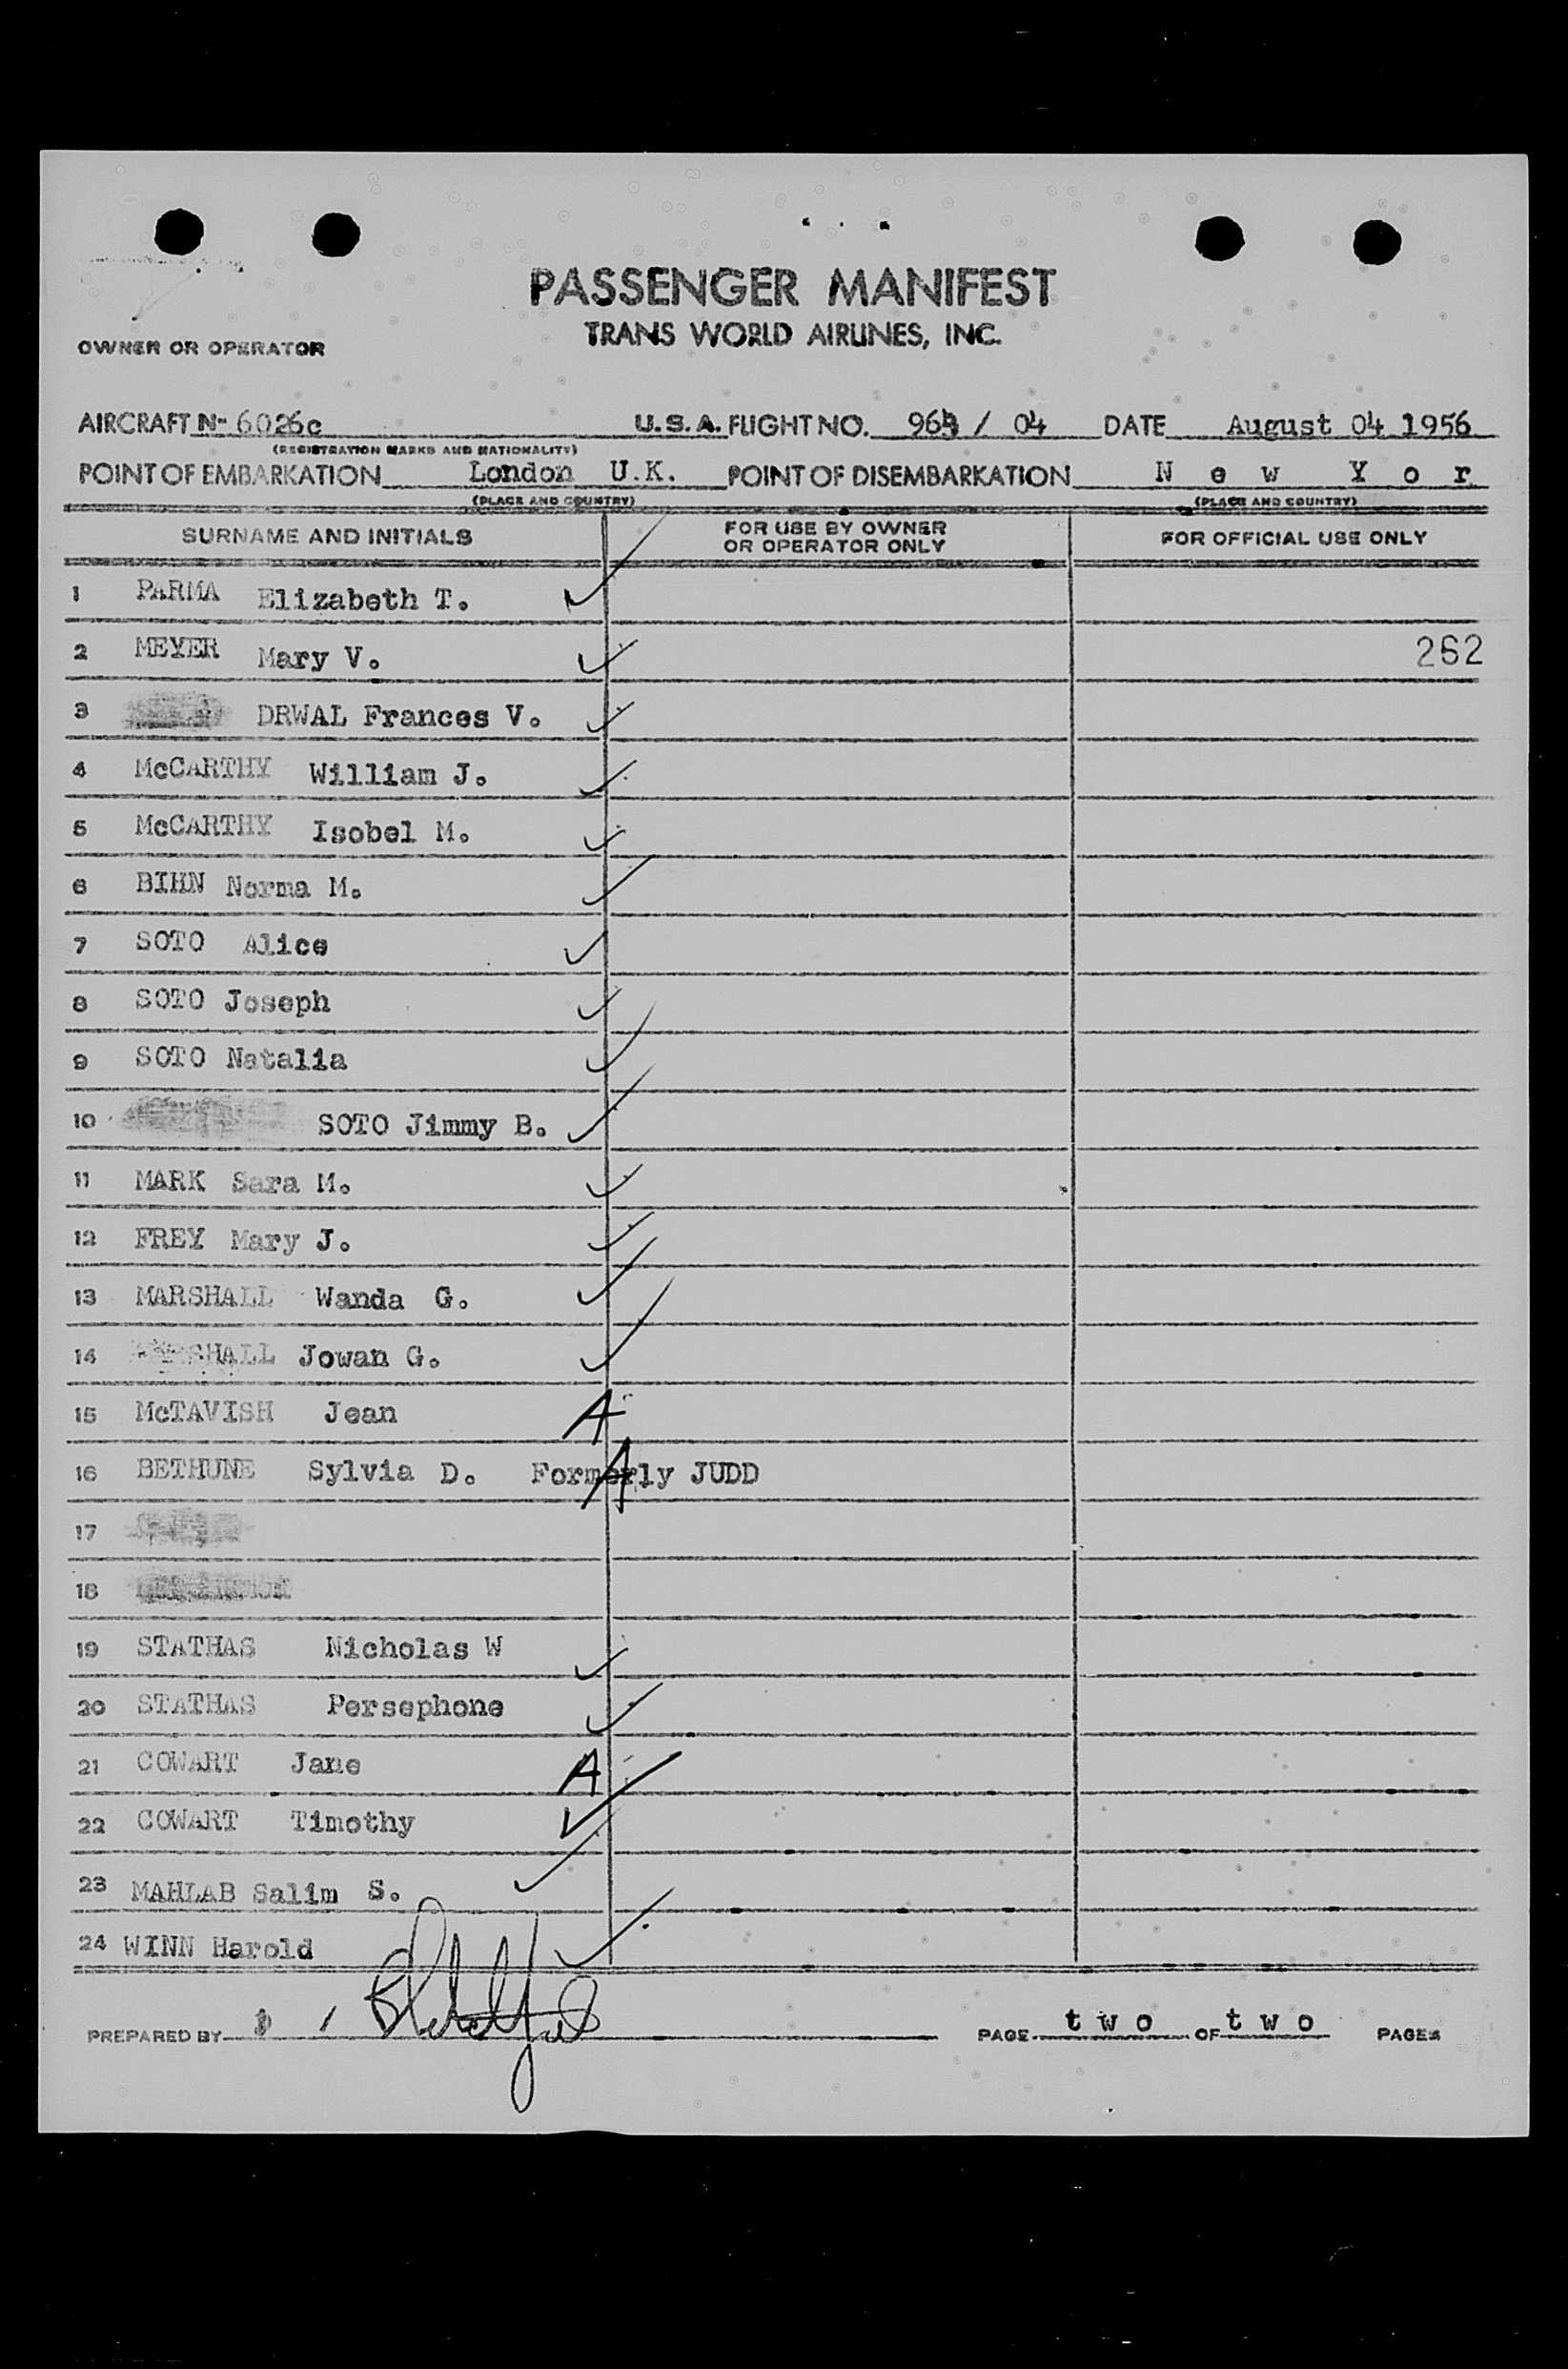 PASSENGER MANIFEST
TRANS WORLD AIRLINES, INC.
OWNER OR OPERATOR
AIRCRAFT N- 6026c U.S.A. FLIGHT NO. 964 / 04 DATE August 04 1956
(REGISTRATION MARKS AND NATIONALITY)
POINT OF EMBARKATION London U.K. POINT OF DISEMBARKATION N e w Y o r
(PLACE AND COUNTRY) (PLACE AND COUNTRY)
SURNAME AND INITIALS FOR USE BY OWNER OR OPERATOR ONLY FOR OFFICIAL USE ONLY
1 PARMA Elizabeth T. ✓
2 MEYER Mary V. ✓ 262
3 DRWAL Frances V. ✓
4 McCARTHY William J. ✓
5 McCARTHY Isobel M. ✓
6 BIHN Norma M. ✓
7 SOTO Alice ✓
8 SOTO Joseph ✓
9 SOTO Natalia ✓
10 SOTO Jimmy B. ✓
11 MARK Sara M. ✓
12 FREY Mary J. ✓
13 MARSHALL Wanda G. ✓
14 MARSHALL Jowan G. ✓
15 McTAVISH Jean A
16 BETHUNE Sylvia D. Formerly JUDD A
17
18
19 STATHAS Nicholas W ✓
20 STATHAS Persephone ✓
21 COWART Jane A
22 COWART Timothy ✓
23 MAHLAB Salim S. ✓
24 WINN Harold ✓
PREPARED BY PAGE t w o OF t w o PAGES